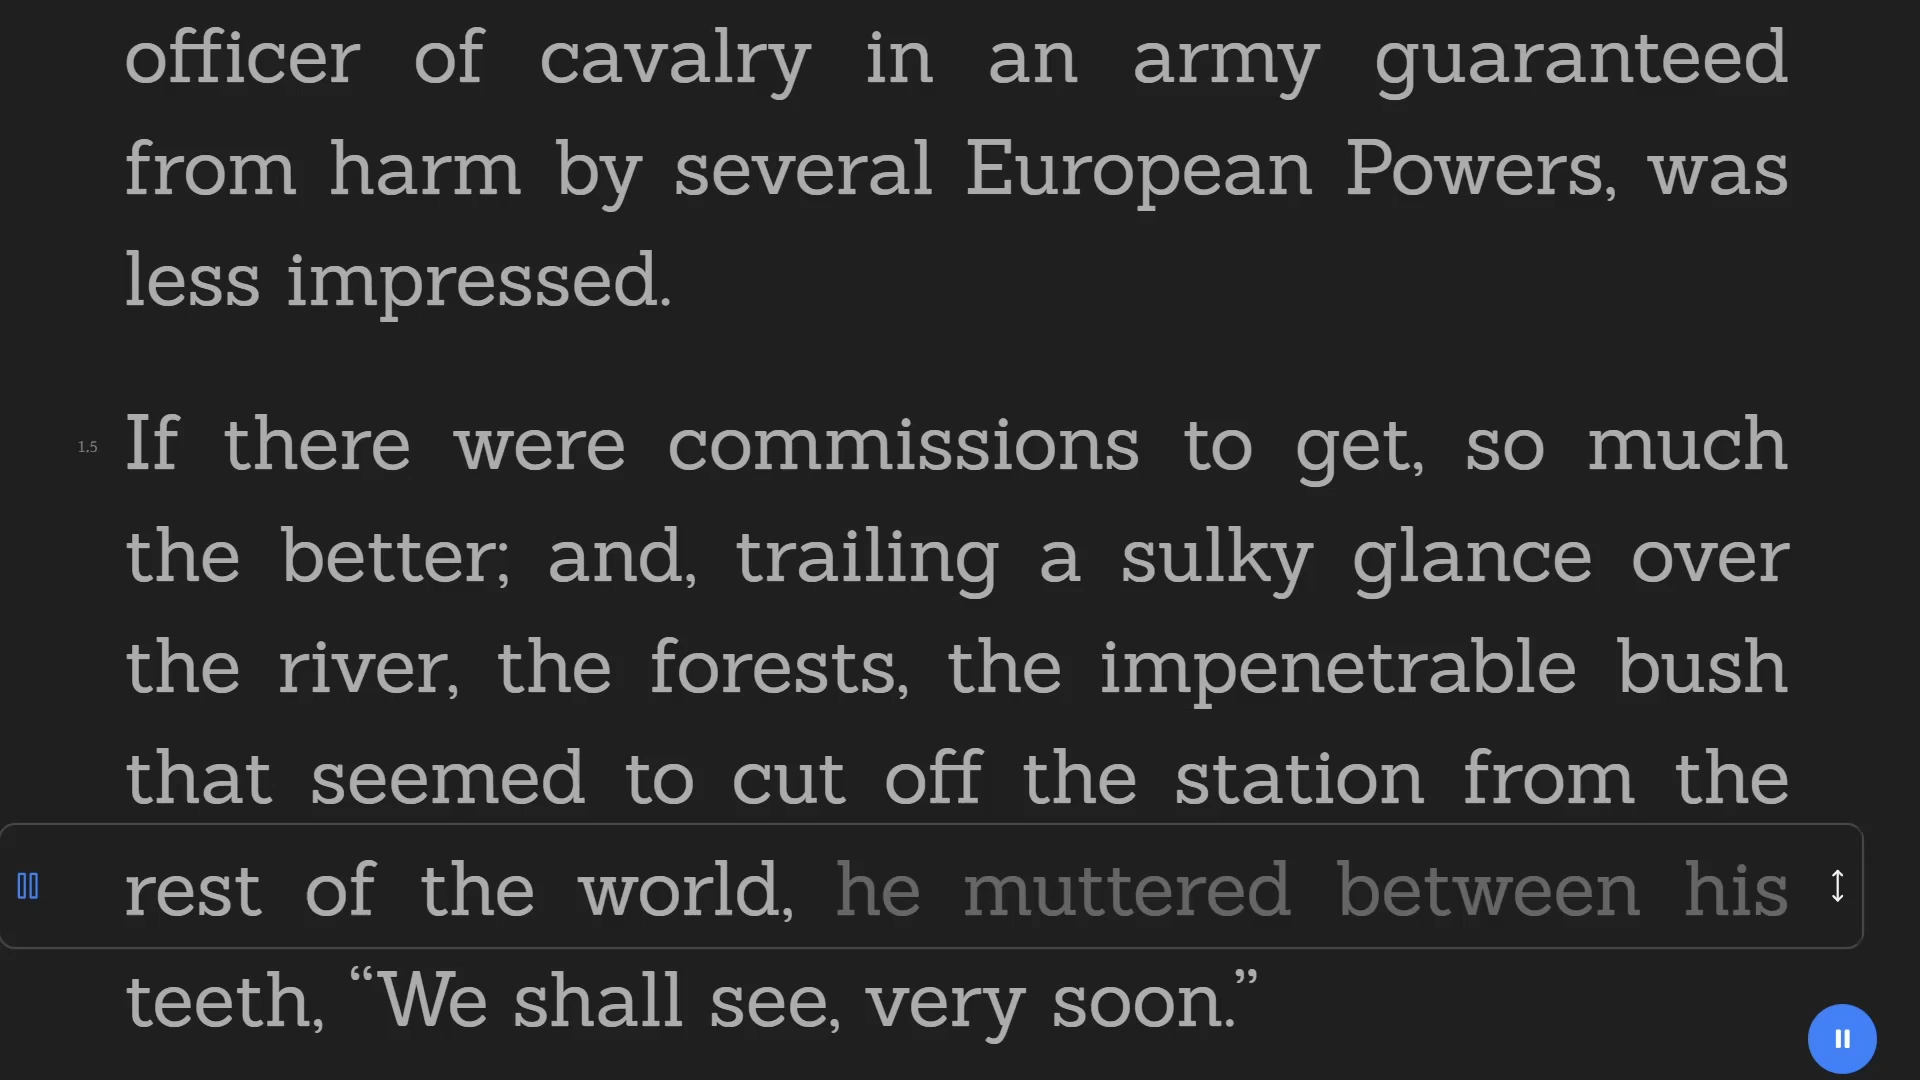 officer of cavalry in an army guaranteed
from harm by several European Powers, was
less impressed.
1.5
If there were commissions to get, so much
the better; and, trailing a sulky glance over
the river, the forests, the impenetrable bush
that seemed to cut off the station from the
rest of the world, he muttered between his
teeth, “We shall see, very soon.”